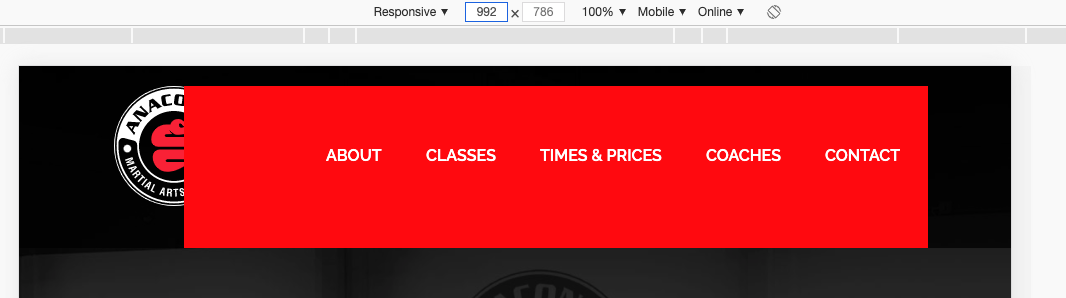 Responsive ▼ 992 × 786 100% ▼ Mobile ▼ Online ▼
ANACO
MARTIAL ARTS
ABOUT CLASSES TIMES & PRICES COACHES CONTACT